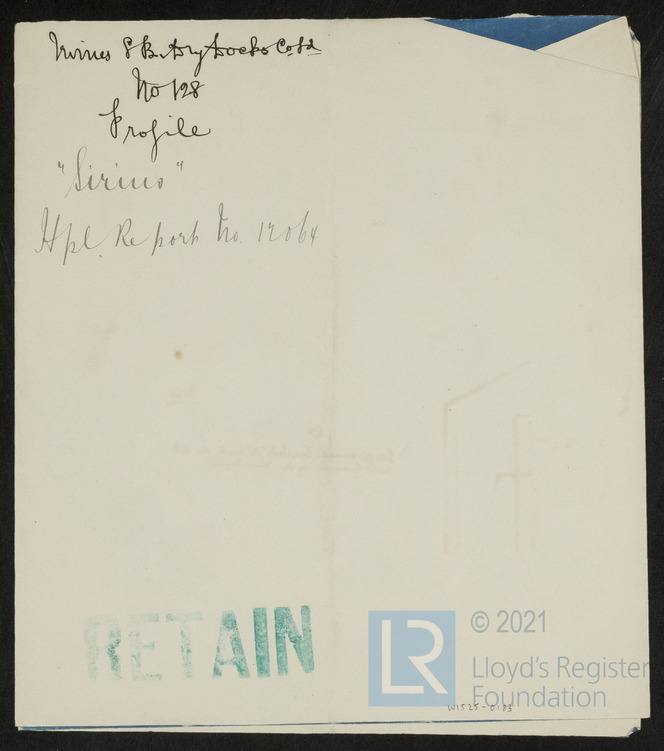 Irvines S B. & Dry Docks Co Ld
No 128
Profile
"Sirius"
Hpl. Report No. 12064
RETAIN
LR
© 2021
Lloyd's Register
Foundation
W1525-0183